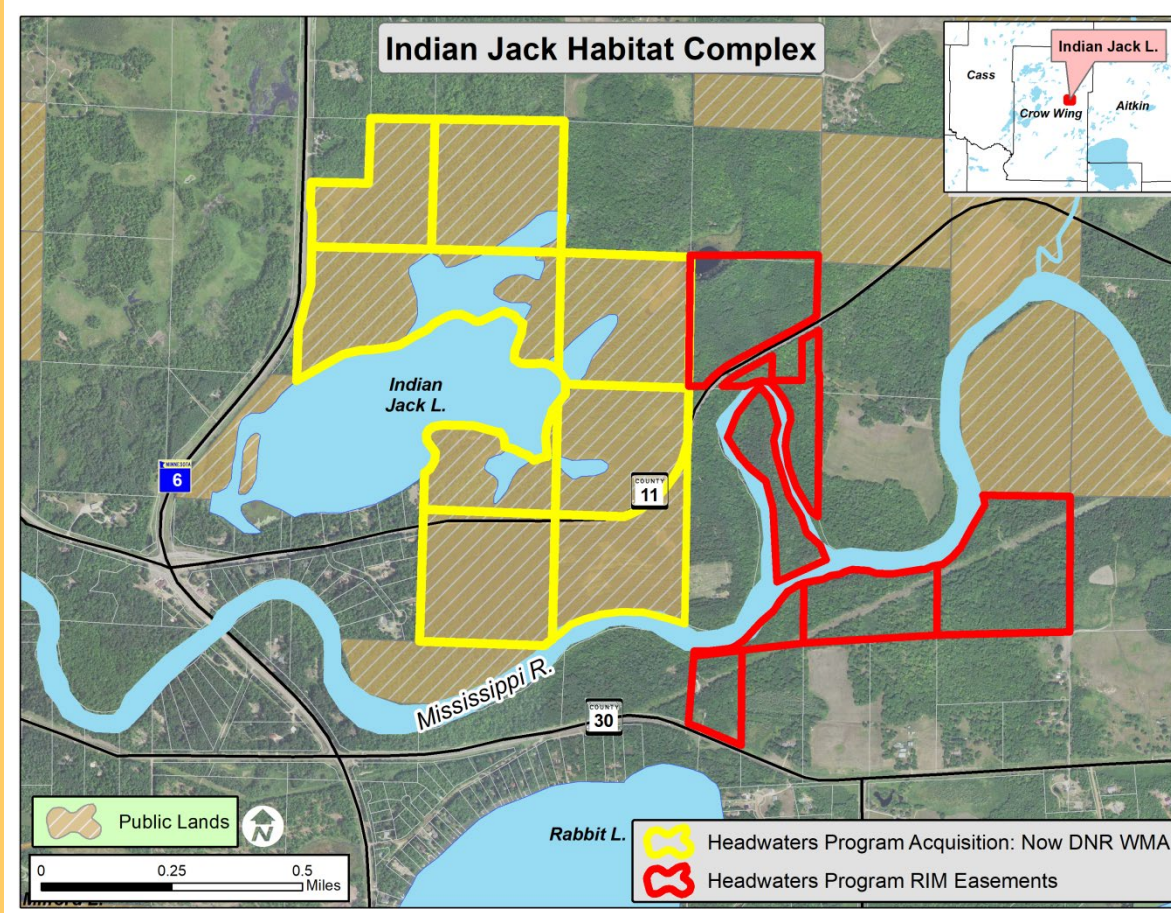 Indian Jack Habitat Complex
Indian Jack L.
Cass
Crow Wing
Aitkin
Indian
Jack L.
MINNESOTA
6
COUNTY
11
Mississippi R.
COUNTY
30
Rabbit L.
Public Lands
N
0 0.25 0.5
Miles
Headwaters Program Acquisition: Now DNR WMA
Headwaters Program RIM Easements